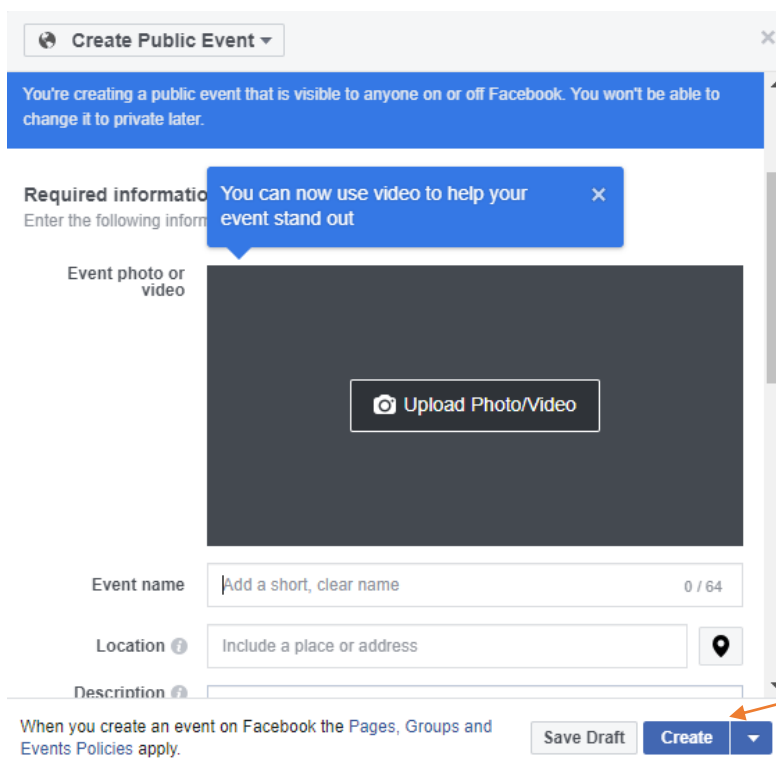 Create Public Event
You're creating a public event that is visible to anyone on or off Facebook. You won't be able to
change it to private later.
You can now use video to help your
event stand out
Required informatio
Enter the following inform
Event photo or
video
Upload Photo/Video
Event name
Add a short, clear name
0 / 64
Location
Include a place or address
Description
When you create an event on Facebook the Pages, Groups and
Events Policies apply.
Save Draft
Create